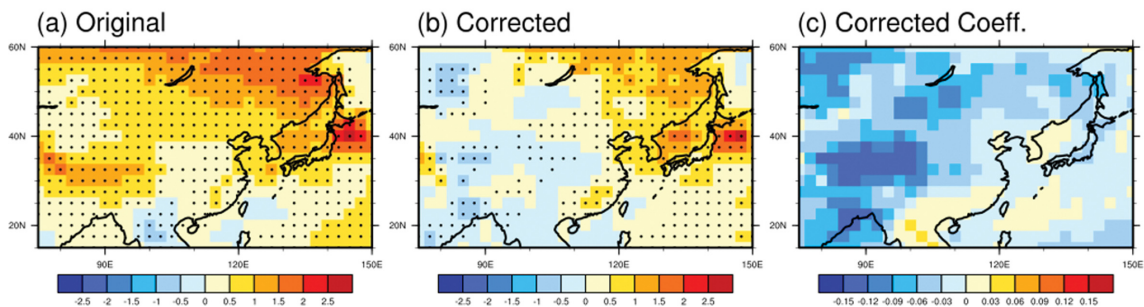 (a) Original (b) Corrected (c) Corrected Coeff.
60N 60N 60N
40N 40N 40N
20N 20N 20N
90E 120E 150E 90E 120E 150E 90E 120E 150E
-2.5 -2 -1.5 -1 -0.5 0 0.5 1 1.5 2 2.5 -2.5 -2 -1.5 -1 -0.5 0 0.5 1 1.5 2 2.5 -0.15 -0.12 -0.09 -0.06 -0.03 0 0.03 0.06 0.09 0.12 0.15